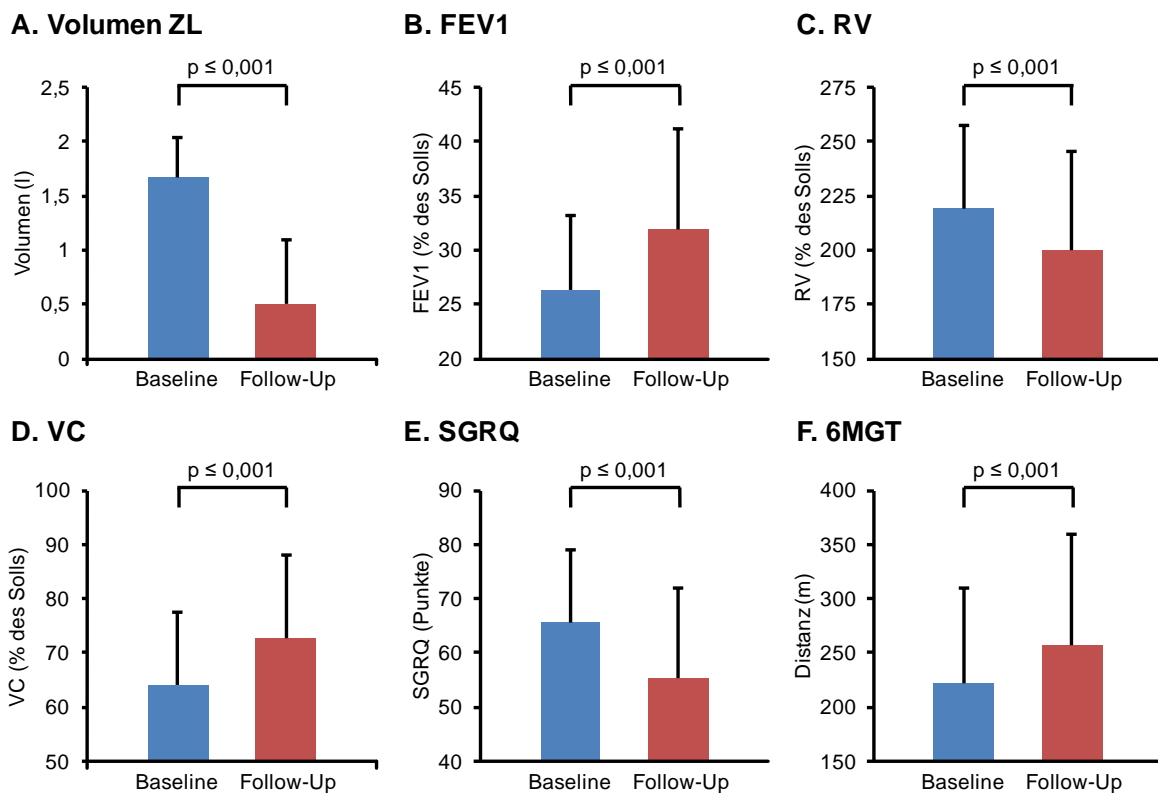 A. Volumen ZL
p ≤ 0,001
2,5
2
1,5
1
0,5
0
Volumen (l)
Baseline Follow-Up
B. FEV1
p ≤ 0,001
45
40
35
30
25
20
FEV1 (% des Solls)
Baseline Follow-Up
C. RV
p ≤ 0,001
275
250
225
200
175
150
RV (% des Solls)
Baseline Follow-Up
D. VC
p ≤ 0,001
100
90
80
70
60
50
VC (% des Solls)
Baseline Follow-Up
E. SGRQ
p ≤ 0,001
90
80
70
60
50
40
SGRQ (Punkte)
Baseline Follow-Up
F. 6MGT
p ≤ 0,001
400
350
300
250
200
150
Distanz (m)
Baseline Follow-Up